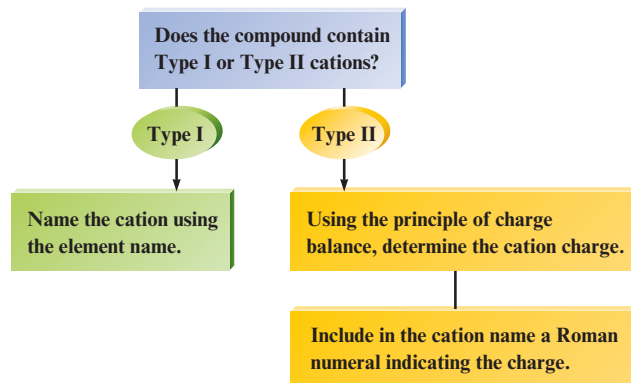 Does the compound contain
Type I or Type II cations?
Type I
Type II
Name the cation using
the element name.
Using the principle of charge
balance, determine the cation charge.
Include in the cation name a Roman
numeral indicating the charge.